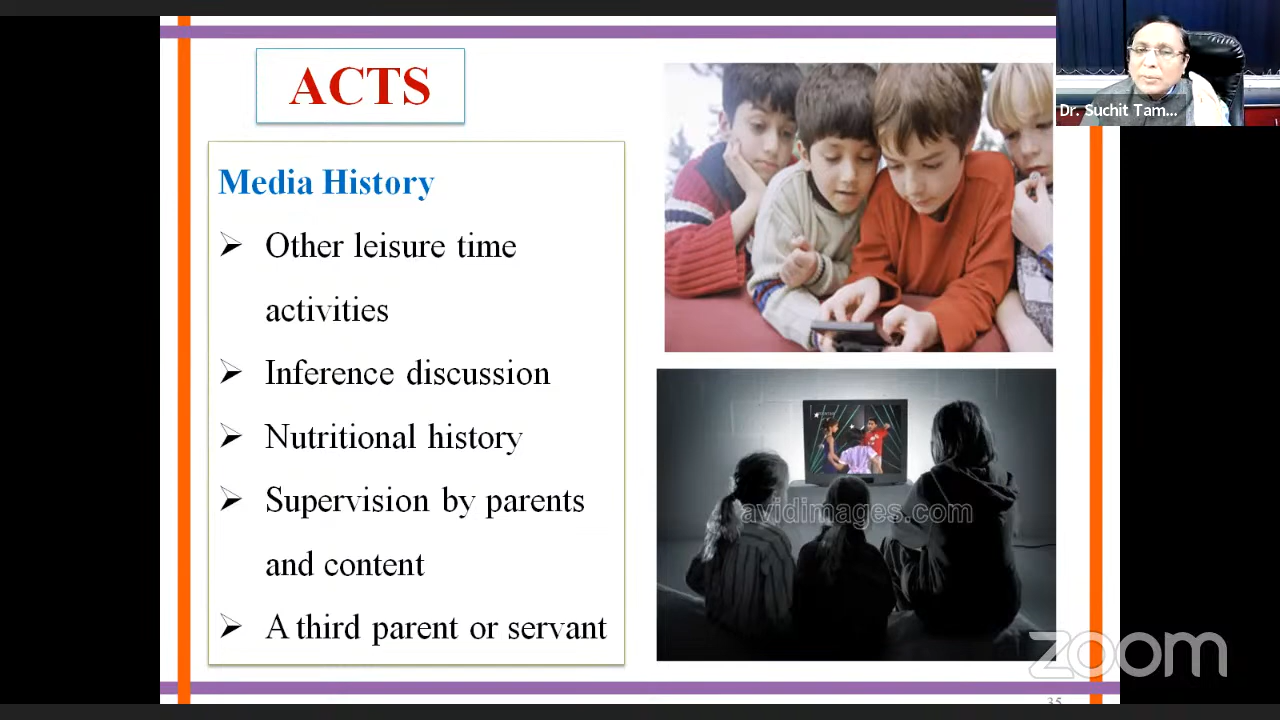 ACTS
Dr. Suchit Tam...
Media History
Other leisure time
activities
Inference discussion
Nutritional history
Supervision by parents
and content
A third parent or servant
avidimages.com
zoom
35